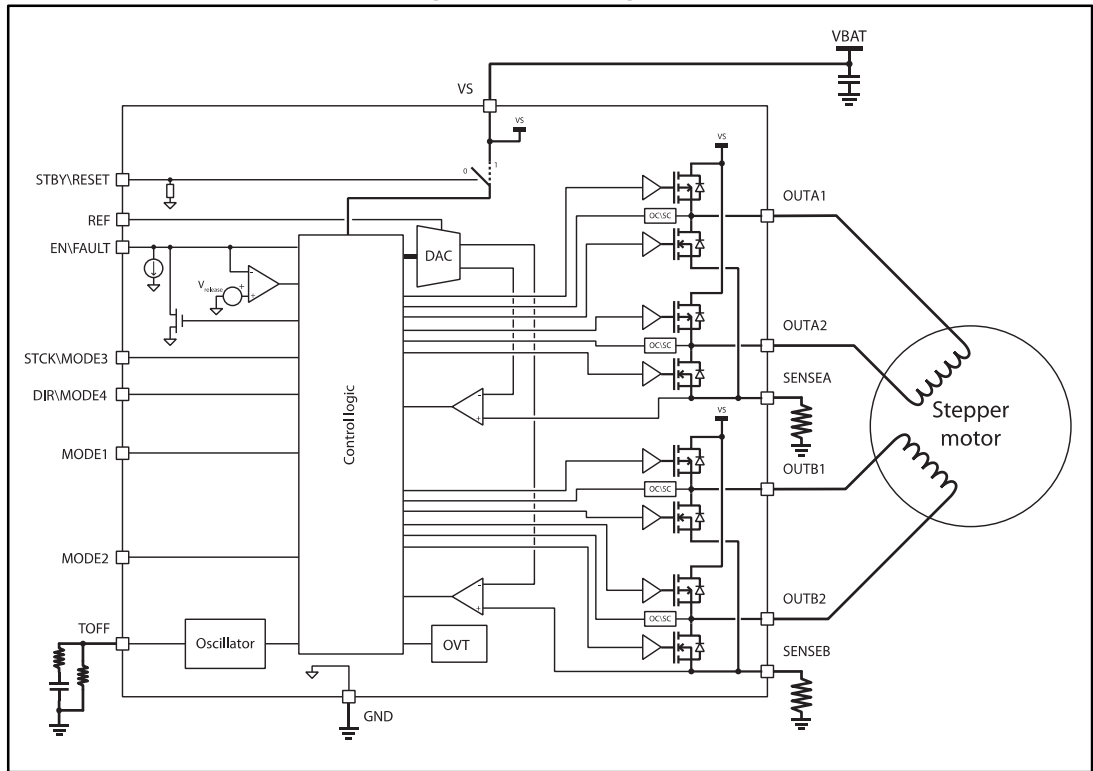 VBAT
VS
VS
VS
STBY\RESET
0
1
REF
EN\FAULT
OUTA1
OC\SC
DAC
Vrelease
+
-
+
VS
STCK\MODE3
OUTA2
OC\SC
DIR\MODE4
SENSEA
-
+
Control logic
Stepper
motor
VS
MODE1
OUTB1
OC\SC
MODE2
OUTB2
-
+
OC\SC
TOFF
Oscillator
OVT
SENSEB
GND